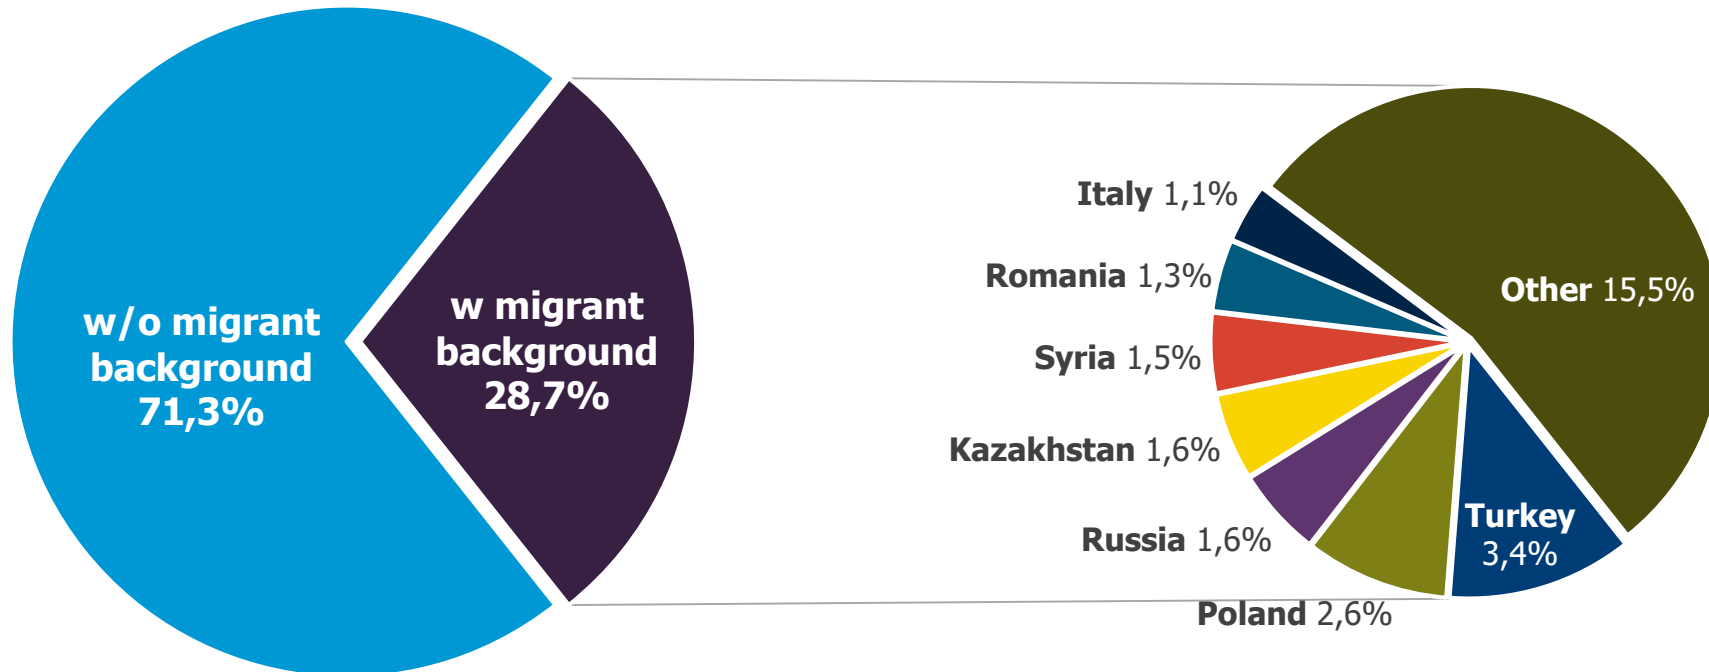 w/o migrant
background
71,3%
w migrant
background
28,7%
Italy 1,1%
Romania 1,3%
Syria 1,5%
Kazakhstan 1,6%
Russia 1,6%
Poland 2,6%
Turkey
3,4%
Other 15,5%